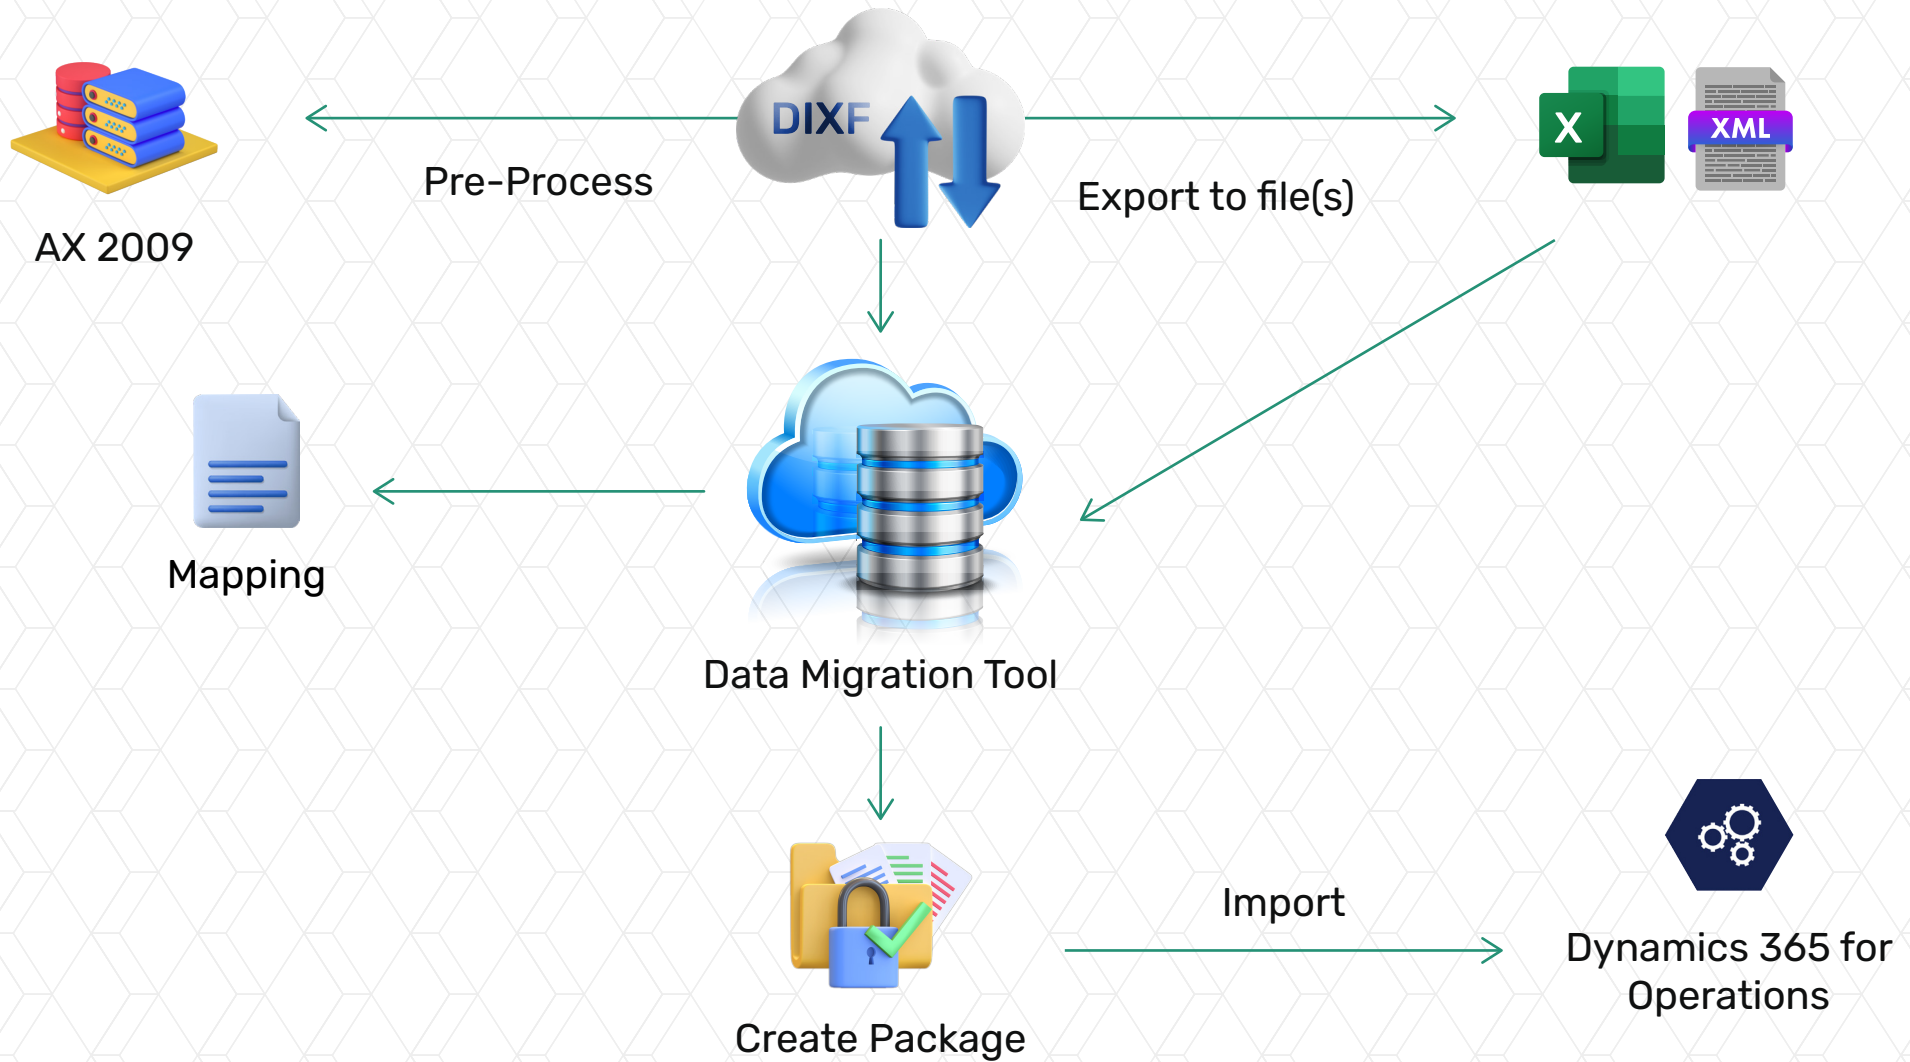 DIXF
X
XML
Pre-Process
Export to file(s)
AX 2009
Mapping
Data Migration Tool
Import
Dynamics 365 for
Operations
Create Package